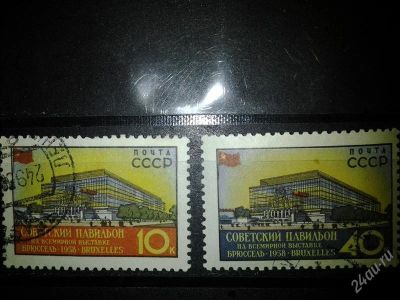 ПОЧТА
СССР
СОВЕТСКИЙ ПАВИЛЬОН
НА ВСЕМИРНОЙ ВЫСТАВКЕ
БРЮССЕЛЬ-1958-BRUXELLES
10К
ПОЧТА
СССР
СОВЕТСКИЙ ПАВИЛЬОН
НА ВСЕМИРНОЙ ВЫСТАВКЕ
БРЮССЕЛЬ-1958-BRUXELLES
40
24au.ru